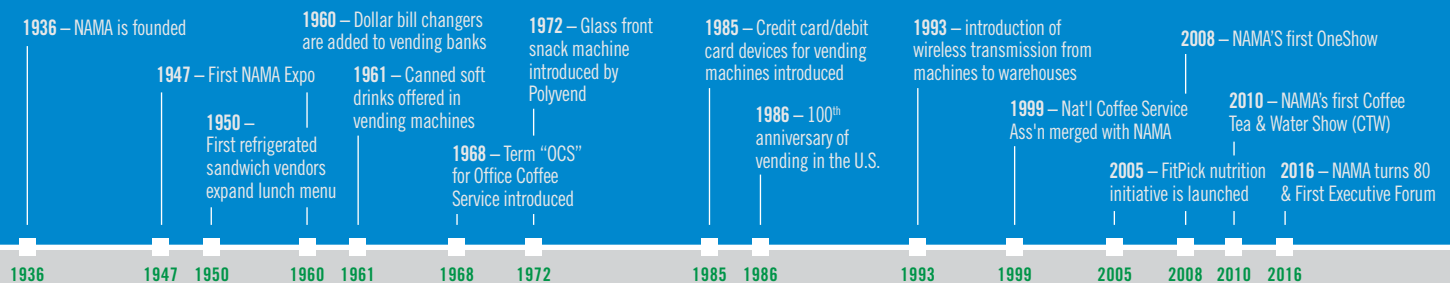 1936 – NAMA is founded
1947 – First NAMA Expo
1950 –
First refrigerated
sandwich vendors
expand lunch menu
1960 – Dollar bill changers
are added to vending banks
1961 – Canned soft
drinks offered in
vending machines
1968 – Term “OCS”
for Office Coffee
Service introduced
1972 – Glass front
snack machine
introduced by
Polyvend
1985 – Credit card/debit
card devices for vending
machines introduced
1986 – 100th
anniversary of
vending in the U.S.
1993 – introduction of
wireless transmission from
machines to warehouses
1999 – Nat'l Coffee Service
Ass'n merged with NAMA
2005 – FitPick nutrition
initiative is launched
2008 – NAMA'S first OneShow
2010 – NAMA's first Coffee
Tea & Water Show (CTW)
2016 – NAMA turns 80
& First Executive Forum
1936 1947 1950 1960 1961 1968 1972 1985 1986 1993 1999 2005 2008 2010 2016